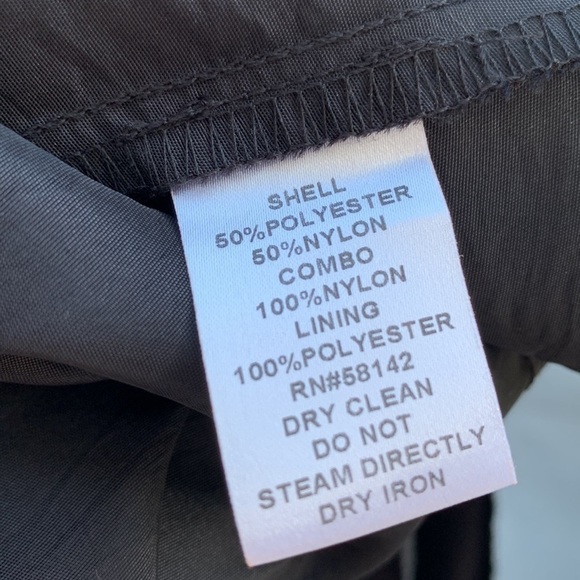 SHELL
50%POLYESTER
50%NYLON
COMBO
100%NYLON
LINING
100%POLYESTER
RN#58142
DRY CLEAN
DO NOT
STEAM DIRECTLY
DRY IRON